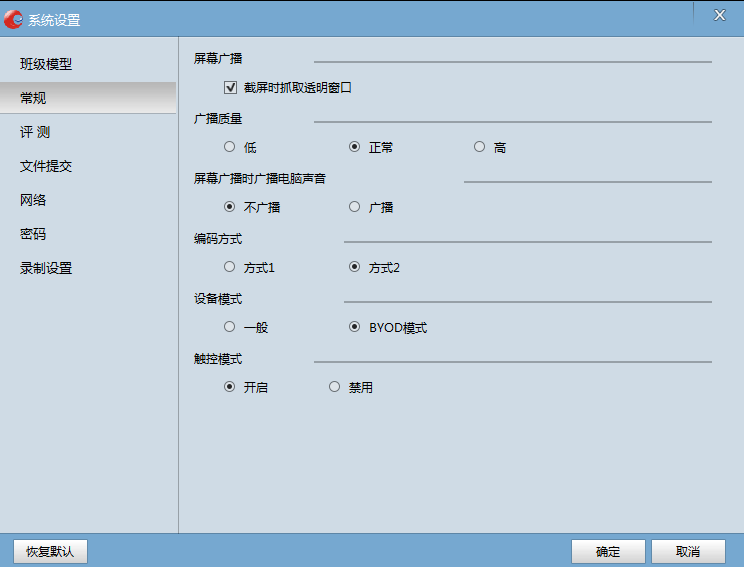 系统设置
班级模型
常规
评 测
文件提交
网络
密码
录制设置
屏幕广播
截屏时抓取透明窗口
广播质量
低 正常 高
屏幕广播时广播电脑声音
不广播 广播
编码方式
方式1 方式2
设备模式
一般 BYOD模式
触控模式
开启 禁用
恢复默认 确定 取消